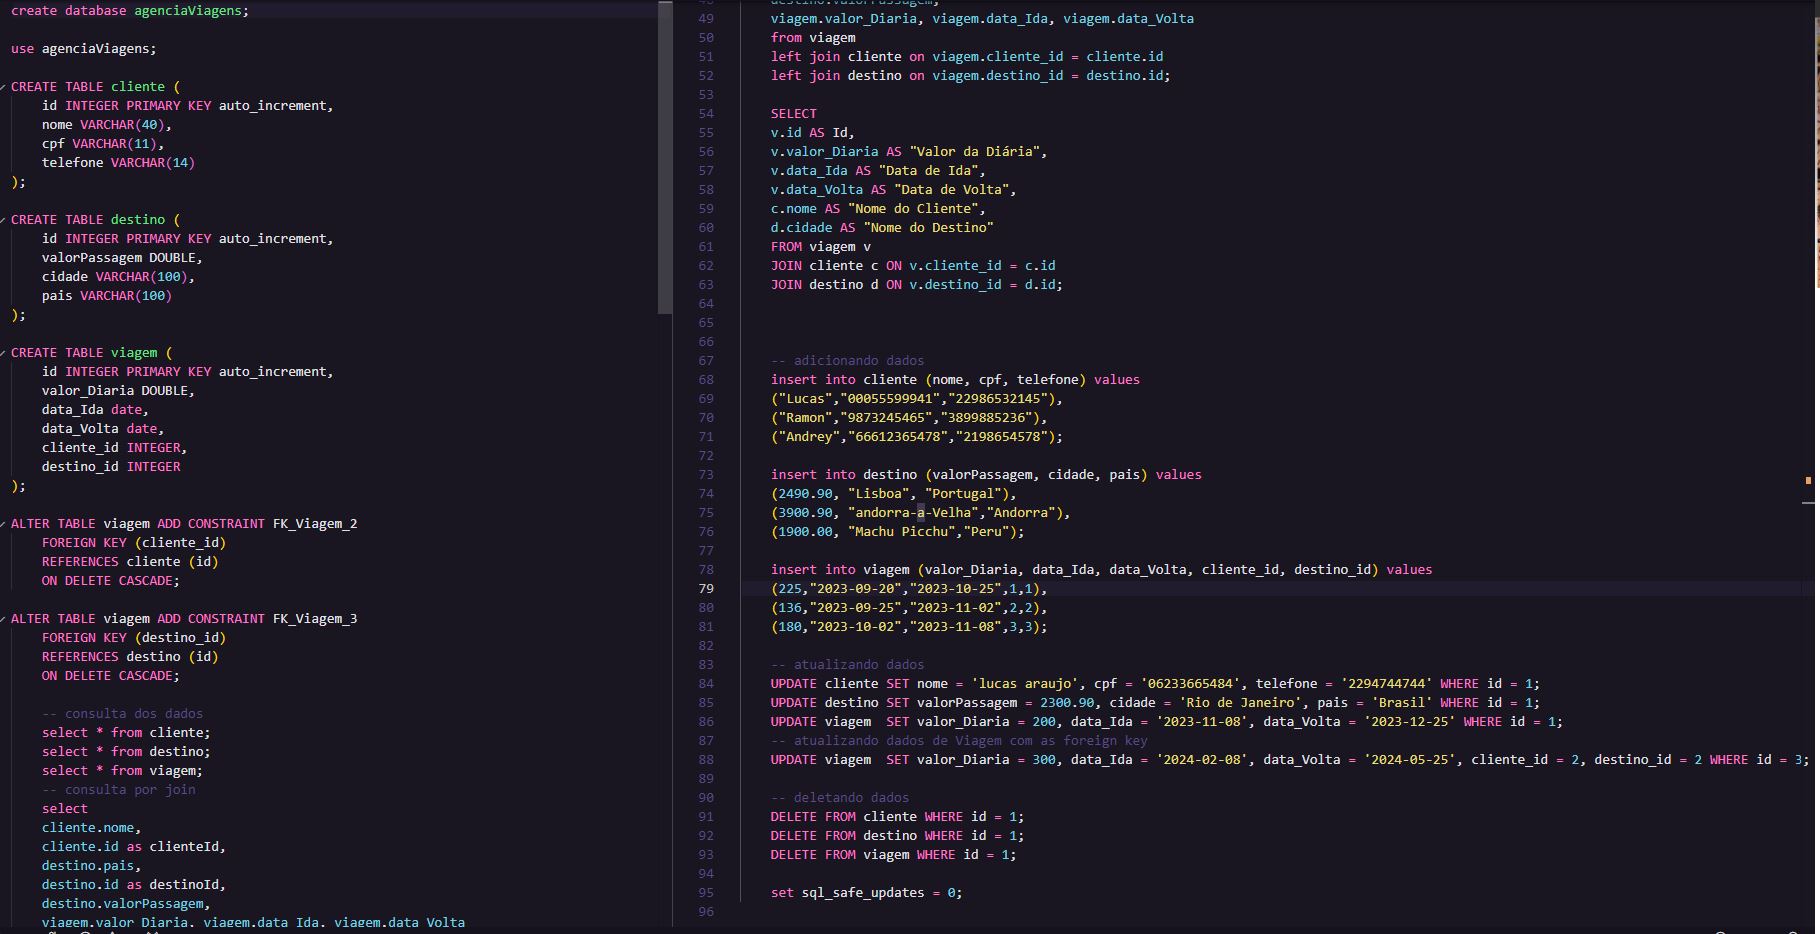 create database agenciaViagens;
use agenciaViagens;
CREATE TABLE cliente (
id INTEGER PRIMARY KEY auto_increment,
nome VARCHAR(40),
cpf VARCHAR(11),
telefone VARCHAR(14)
);
CREATE TABLE destino (
id INTEGER PRIMARY KEY auto_increment,
valorPassagem DOUBLE,
cidade VARCHAR(100),
pais VARCHAR(100)
);
CREATE TABLE viagem (
id INTEGER PRIMARY KEY auto_increment,
valor_Diaria DOUBLE,
data_Ida date,
data_Volta date,
cliente_id INTEGER,
destino_id INTEGER
);
ALTER TABLE viagem ADD CONSTRAINT FK_Viagem_2
FOREIGN KEY (cliente_id)
REFERENCES cliente (id)
ON DELETE CASCADE;
ALTER TABLE viagem ADD CONSTRAINT FK_Viagem_3
FOREIGN KEY (destino_id)
REFERENCES destino (id)
ON DELETE CASCADE;
-- consulta dos dados
select * from cliente;
select * from destino;
select * from viagem;
-- consulta por join
select
cliente.nome,
cliente.id as clienteId,
destino.pais,
destino.id as destinoId,
destino.valorPassagem,
viagem.valor_Diaria, viagem.data_Ida, viagem.data_Volta
48 destino.valorPassagem,
49 viagem.valor_Diaria, viagem.data_Ida, viagem.data_Volta
50 from viagem
51 left join cliente on viagem.cliente_id = cliente.id
52 left join destino on viagem.destino_id = destino.id;
53
54 SELECT
55 v.id AS Id,
56 v.valor_Diaria AS "Valor da Diária",
57 v.data_Ida AS "Data de Ida",
58 v.data_Volta AS "Data de Volta",
59 c.nome AS "Nome do Cliente",
60 d.cidade AS "Nome do Destino"
61 FROM viagem v
62 JOIN cliente c ON v.cliente_id = c.id
63 JOIN destino d ON v.destino_id = d.id;
64
65
66
67 -- adicionando dados
68 insert into cliente (nome, cpf, telefone) values
69 ("Lucas","00055599941","22986532145"),
70 ("Ramon","9873245465","3899885236"),
71 ("Andrey","66612365478","2198654578");
72
73 insert into destino (valorPassagem, cidade, pais) values
74 (2490.90, "Lisboa", "Portugal"),
75 (3900.90, "andorra-a-Velha","Andorra"),
76 (1900.00, "Machu Picchu","Peru");
77
78 insert into viagem (valor_Diaria, data_Ida, data_Volta, cliente_id, destino_id) values
79 (225,"2023-09-20","2023-10-25",1,1),
80 (136,"2023-09-25","2023-11-02",2,2),
81 (180,"2023-10-02","2023-11-08",3,3);
82
83 -- atualizando dados
84 UPDATE cliente SET nome = 'lucas araujo', cpf = '06233665484', telefone = '2294744744' WHERE id = 1;
85 UPDATE destino SET valorPassagem = 2300.90, cidade = 'Rio de Janeiro', pais = 'Brasil' WHERE id = 1;
86 UPDATE viagem  SET valor_Diaria = 200, data_Ida = '2023-11-08', data_Volta = '2023-12-25' WHERE id = 1;
87 -- atualizando dados de Viagem com as foreign key
88 UPDATE viagem  SET valor_Diaria = 300, data_Ida = '2024-02-08', data_Volta = '2024-05-25', cliente_id = 2, destino_id = 2 WHERE id = 3;
89
90 -- deletando dados
91 DELETE FROM cliente WHERE id = 1;
92 DELETE FROM destino WHERE id = 1;
93 DELETE FROM viagem WHERE id = 1;
94
95 set sql_safe_updates = 0;
96